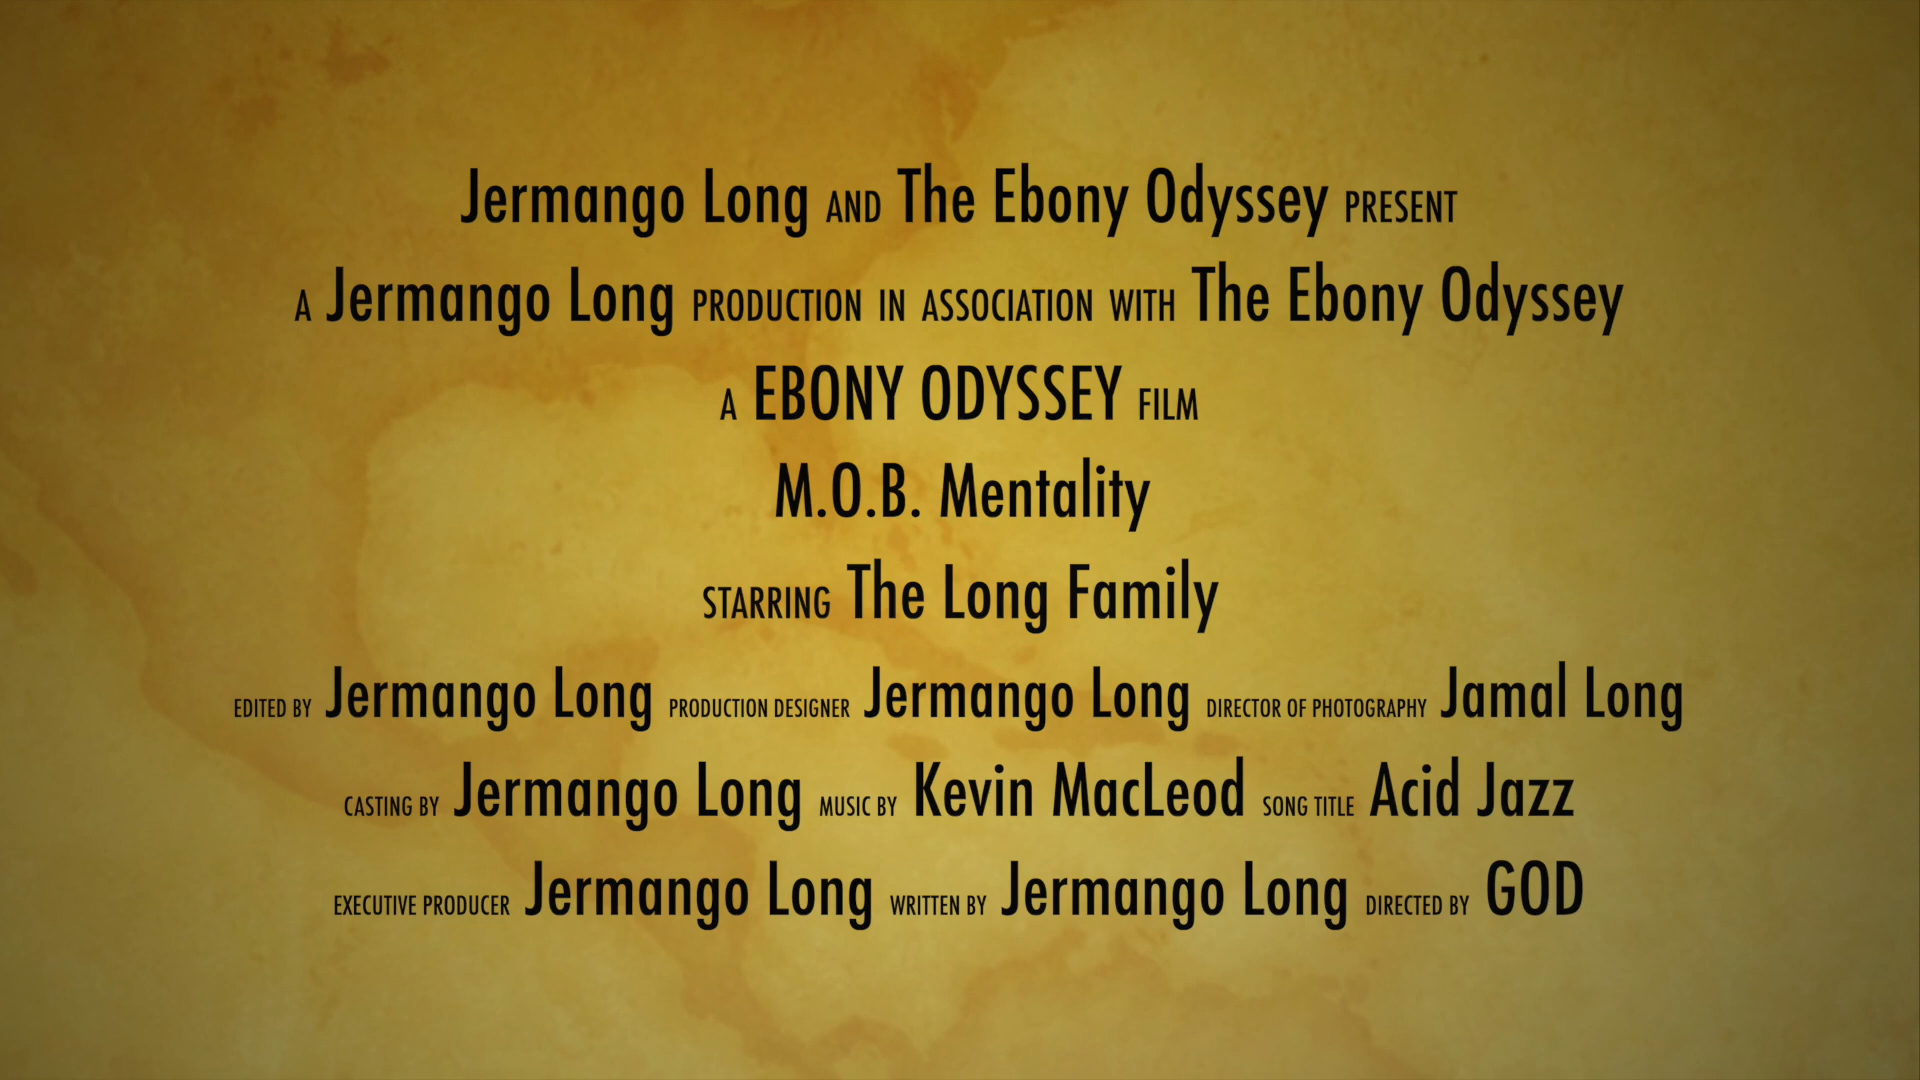 Jermango Long AND The Ebony Odyssey PRESENT
A Jermango Long PRODUCTION IN ASSOCIATION WITH The Ebony Odyssey
A EBONY ODYSSEY FILM
M.O.B. Mentality
STARRING The Long Family
EDITED BY Jermango Long PRODUCTION DESIGNER Jermango Long DIRECTOR OF PHOTOGRAPHY Jamal Long
CASTING BY Jermango Long MUSIC BY Kevin MacLeod SONG TITLE Acid Jazz
EXECUTIVE PRODUCER Jermango Long WRITTEN BY Jermango Long DIRECTED BY GOD